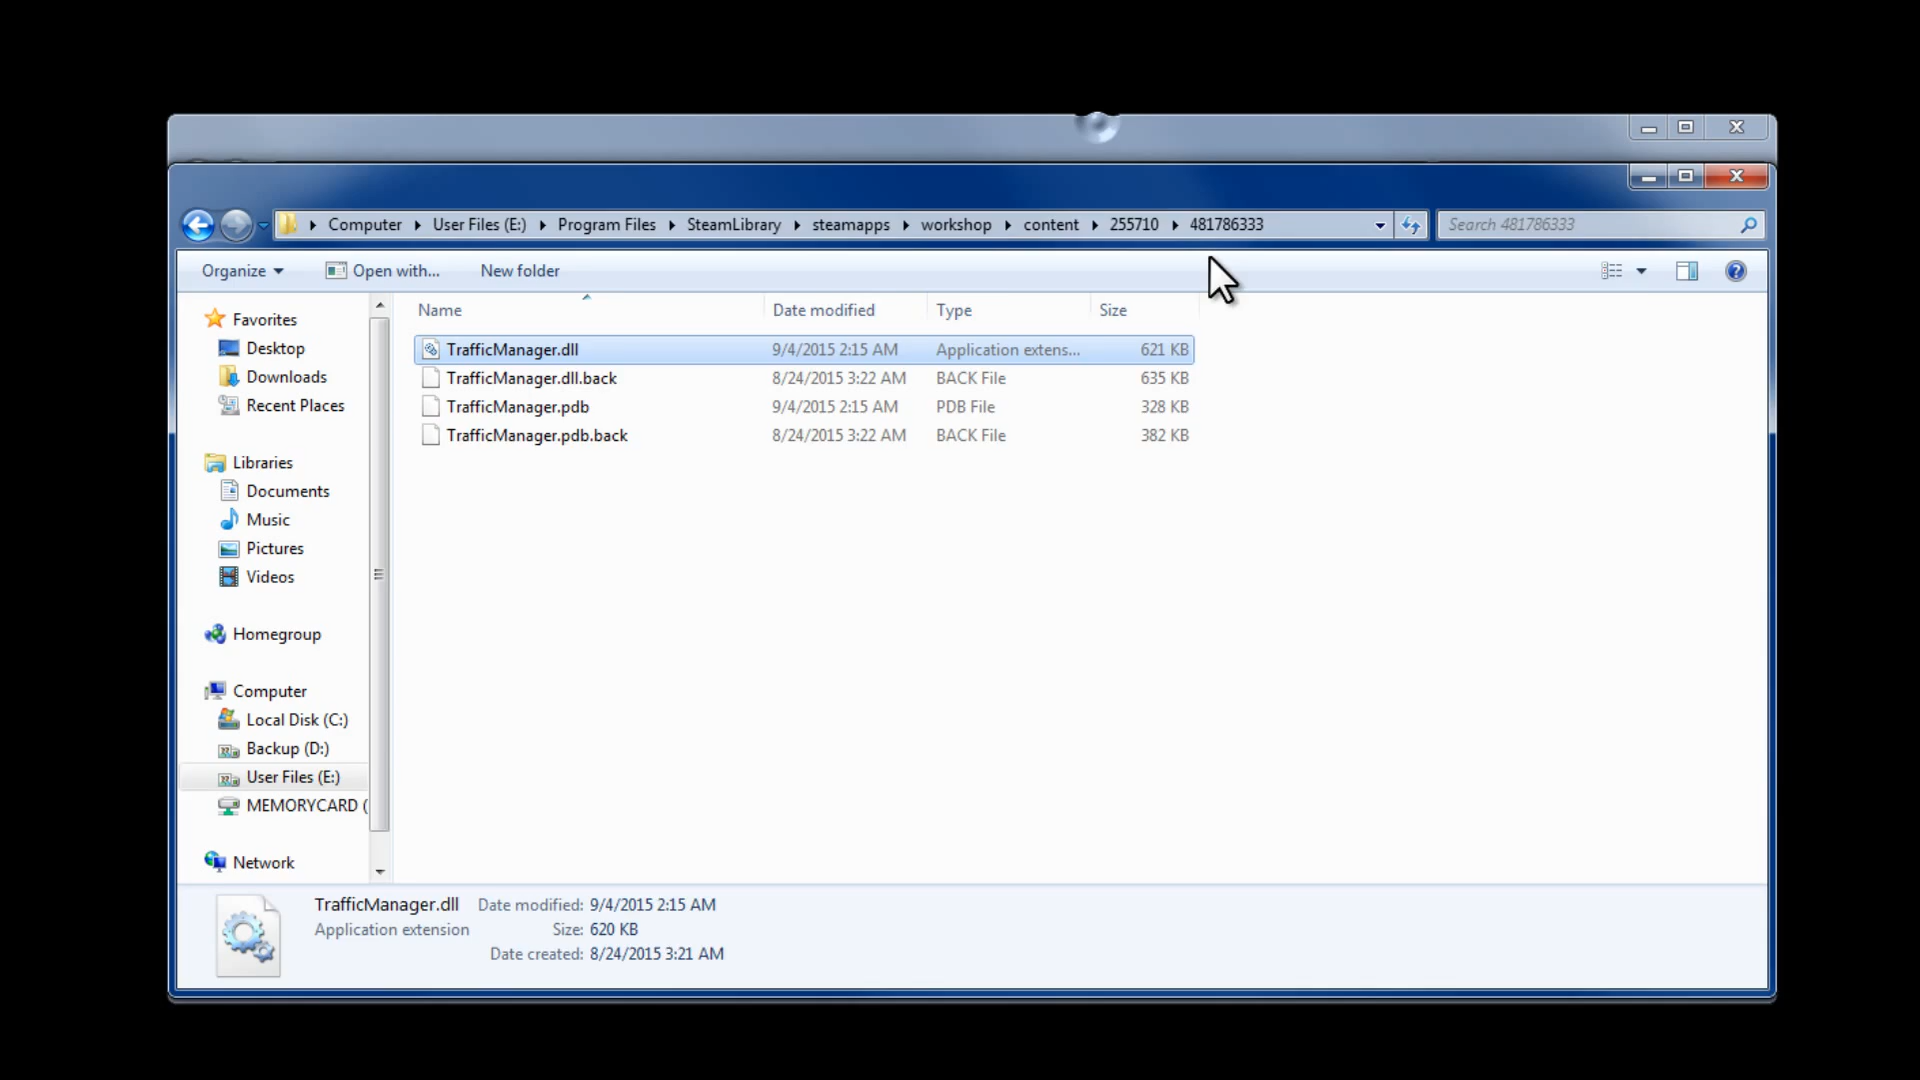 Computer User Files (E:) Program Files SteamLibrary steamapps workshop content 255710 481786333 Search 481786333
Organize Open with... New folder
Name Date modified Type Size
TrafficManager.dll 9/4/2015 2:15 AM Application extens... 621 KB
TrafficManager.dll.back 8/24/2015 3:22 AM BACK File 635 KB
TrafficManager.pdb 9/4/2015 2:15 AM PDB File 328 KB
TrafficManager.pdb.back 8/24/2015 3:22 AM BACK File 382 KB
Favorites
Desktop
Downloads
Recent Places
Libraries
Documents
Music
Pictures
Videos
Homegroup
Computer
Local Disk (C:)
Backup (D:)
User Files (E:)
MEMORYCARD (
Network
TrafficManager.dll Date modified: 9/4/2015 2:15 AM
Application extension Size: 620 KB
Date created: 8/24/2015 3:21 AM